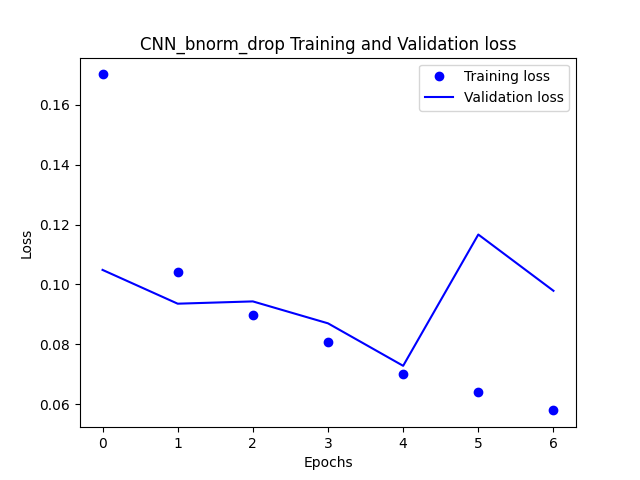 CNN_bnorm_drop Training and Validation loss
Training loss
Validation loss
0.16
0.14
0.12
0.10
0.08
0.06
Loss
0
1
2
3
4
5
6
Epochs